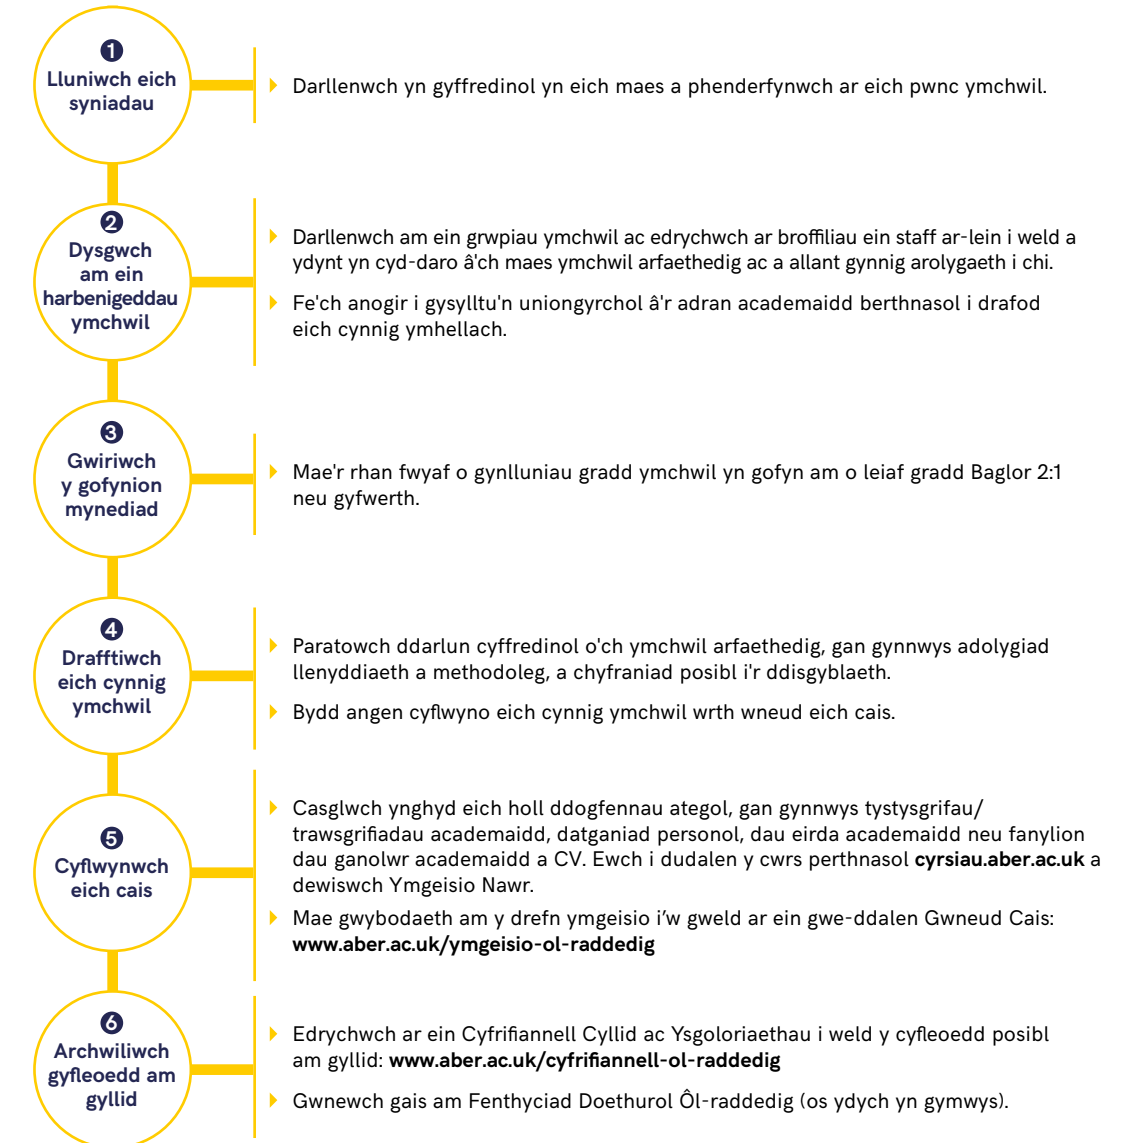 1
Lluniwch eich
syniadau
Darllenwch yn gyffredinol yn eich maes a phenderfynwch ar eich pwnc ymchwil.
2
Dysgwch
am ein
harbenigeddau
ymchwil
Darllenwch am ein grwpiau ymchwil ac edrychwch ar broffiliau ein staff ar-lein i weld a
ydynt yn cyd-daro â'ch maes ymchwil arfaethedig ac a allant gynnig arolygaeth i chi.
Fe'ch anogir i gysylltu'n uniongyrchol â'r adran academaidd berthnasol i drafod
eich cynnig ymhellach.
3
Gwiriwch
y gofynion
mynediad
Mae'r rhan fwyaf o gynlluniau gradd ymchwil yn gofyn am o leiaf gradd Baglor 2:1
neu gyfwerth.
4
Drafftiwch
eich cynnig
ymchwil
Paratowch ddarlun cyffredinol o'ch ymchwil arfaethedig, gan gynnwys adolygiad
llenyddiaeth a methodoleg, a chyfraniad posibl i'r ddisgyblaeth.
Bydd angen cyflwyno eich cynnig ymchwil wrth wneud eich cais.
5
Cyflwynwch
eich cais
Casglwch ynghyd eich holl ddogfennau ategol, gan gynnwys tystysgrifau/
trawsgrifiadau academaidd, datganiad personol, dau eirda academaidd neu fanylion
dau ganolwr academaidd a CV. Ewch i dudalen y cwrs perthnasol cyrsiau.aber.ac.uk a
dewiswch Ymgeisio Nawr.
Mae gwybodaeth am y drefn ymgeisio i’w gweld ar ein gwe-ddalen Gwneud Cais:
www.aber.ac.uk/ymgeisio-ol-raddedig
6
Archwiliwch
gyfleoedd am
gyllid
Edrychwch ar ein Cyfrifiannell Cyllid ac Ysgoloriaethau i weld y cyfleoedd posibl
am gyllid: www.aber.ac.uk/cyfrifiannell-ol-raddedig
Gwnewch gais am Fenthyciad Doethurol Ôl-raddedig (os ydych yn gymwys).